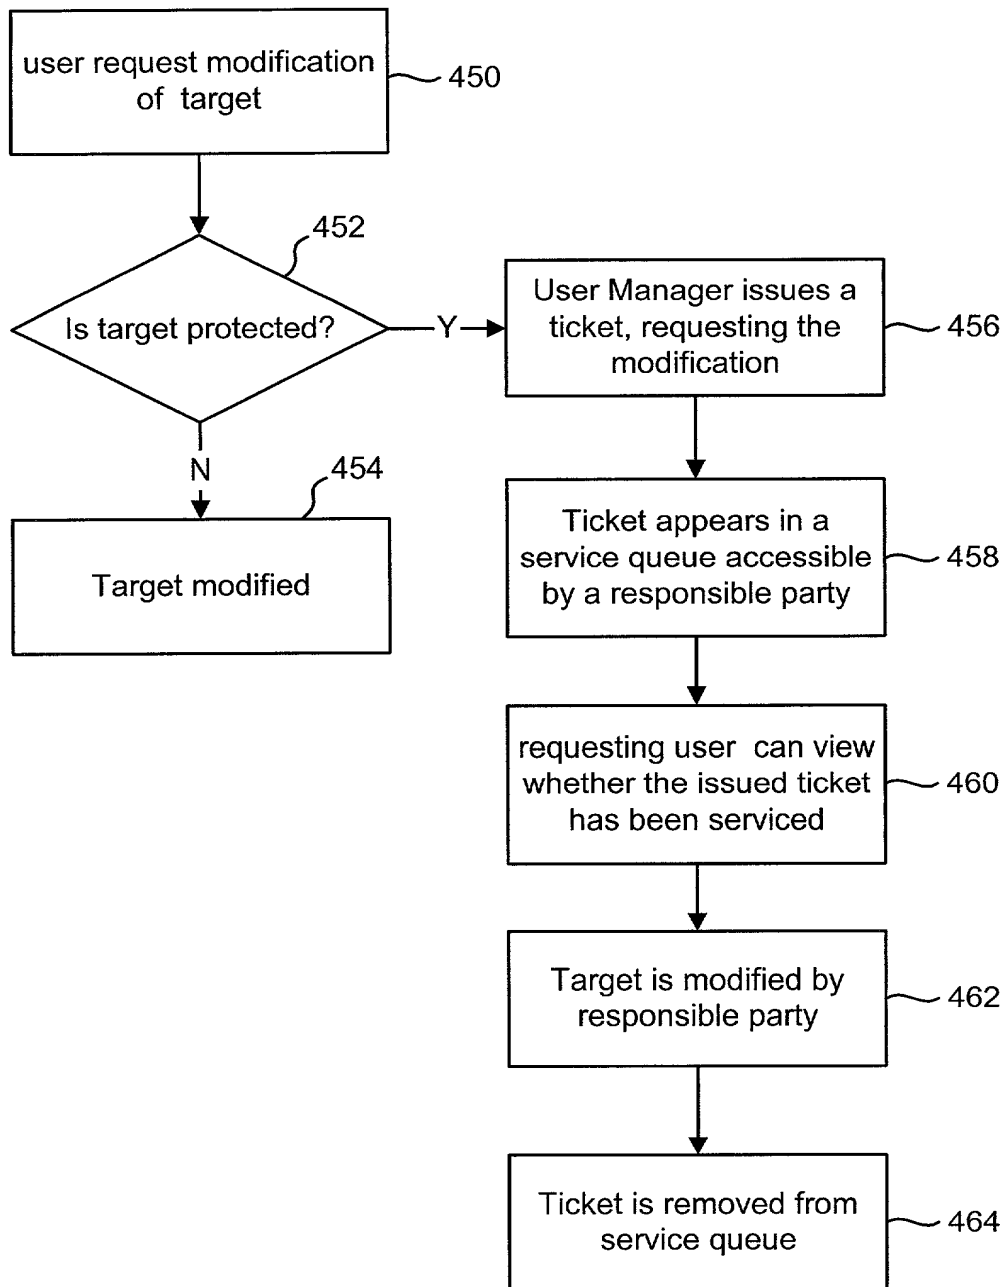 user request modification
of target
450
452
Is target protected?
Y
N
454
Target modified
User Manager issues a
ticket, requesting the
modification
456
Ticket appears in a
service queue accessible
by a responsible party
458
requesting user can view
whether the issued ticket
has been serviced
460
Target is modified by
responsible party
462
Ticket is removed from
service queue
464